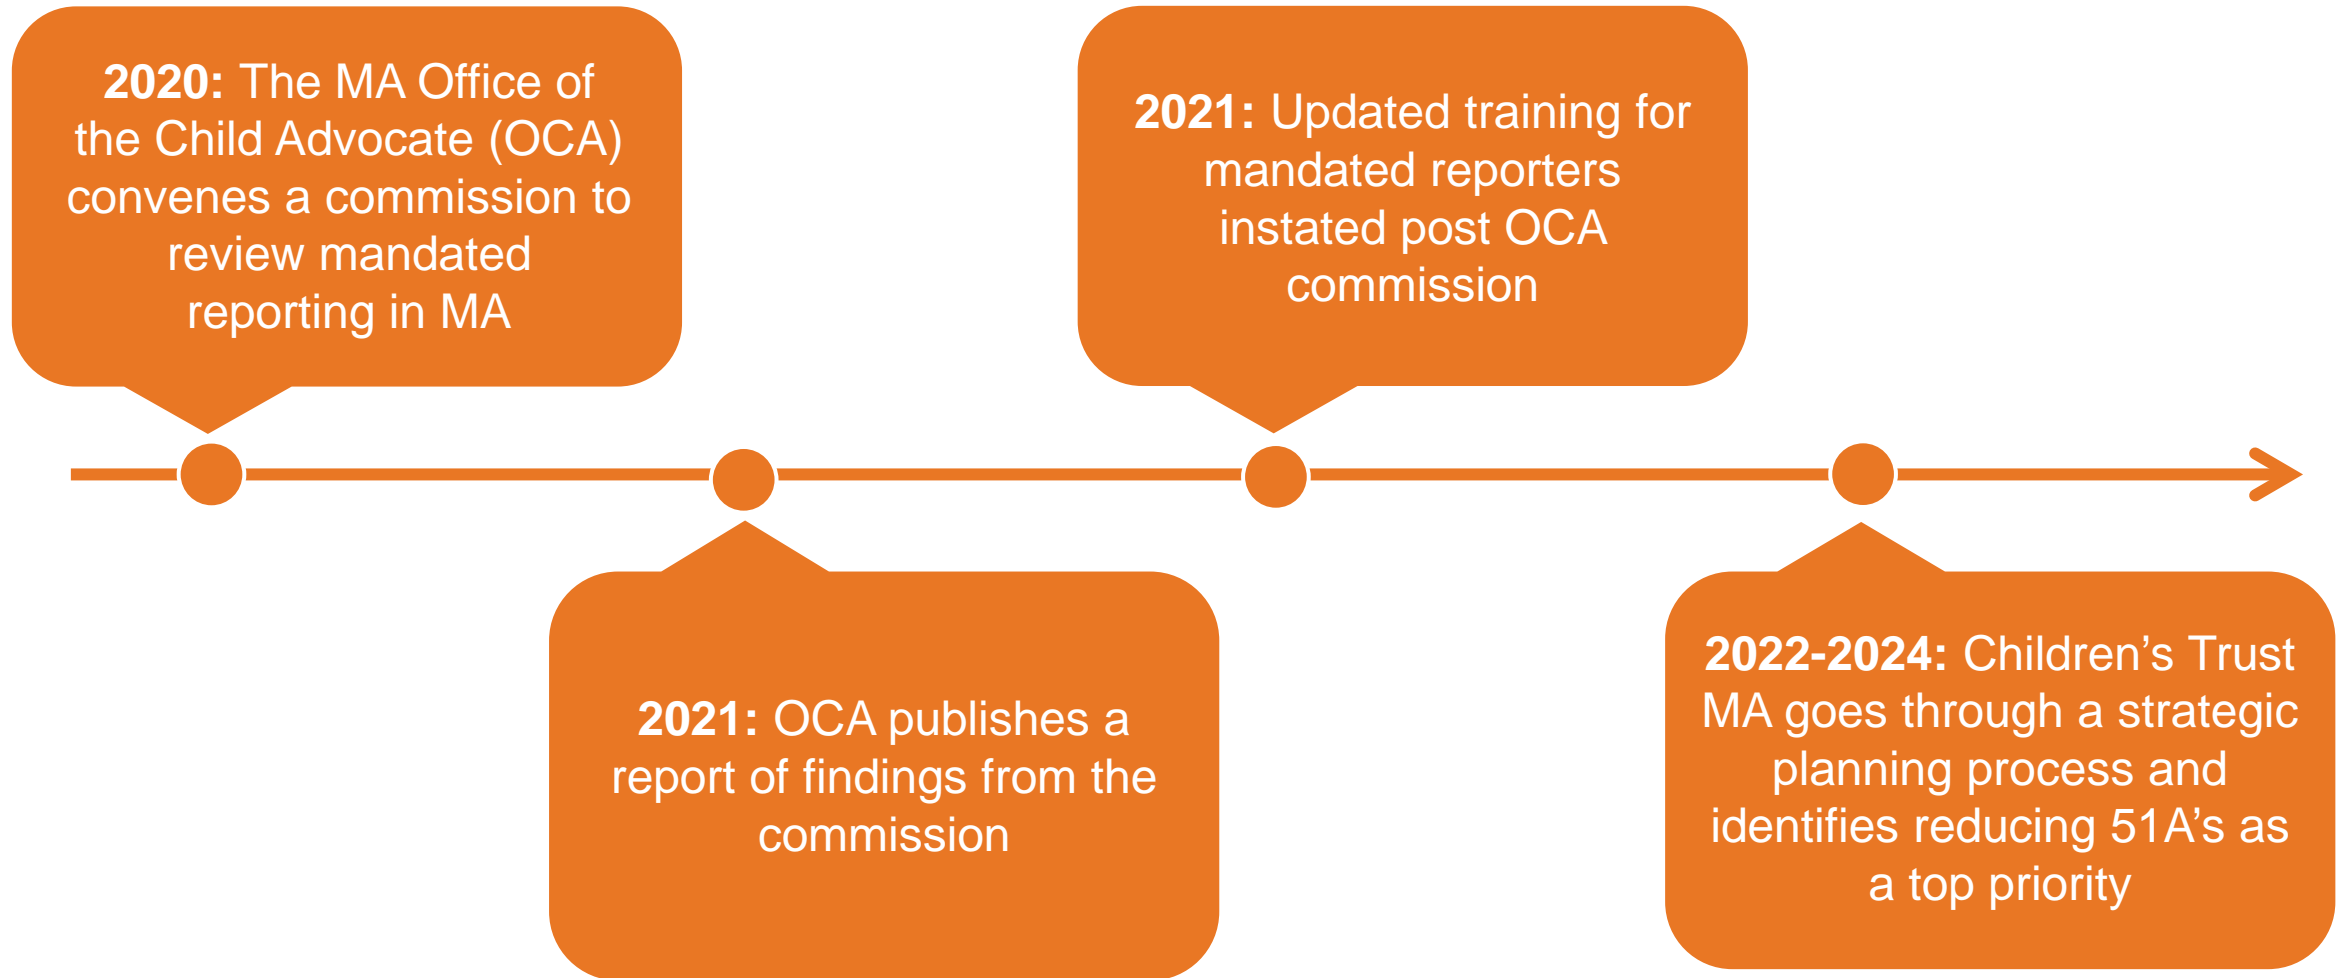 2020: The MA Office of
the Child Advocate (OCA)
convenes a commission to
review mandated
reporting in MA
2021: OCA publishes a
report of findings from the
commission
2021: Updated training for
mandated reporters
instated post OCA
commission
2022-2024: Children’s Trust
MA goes through a strategic
planning process and
identifies reducing 51A’s as
a top priority